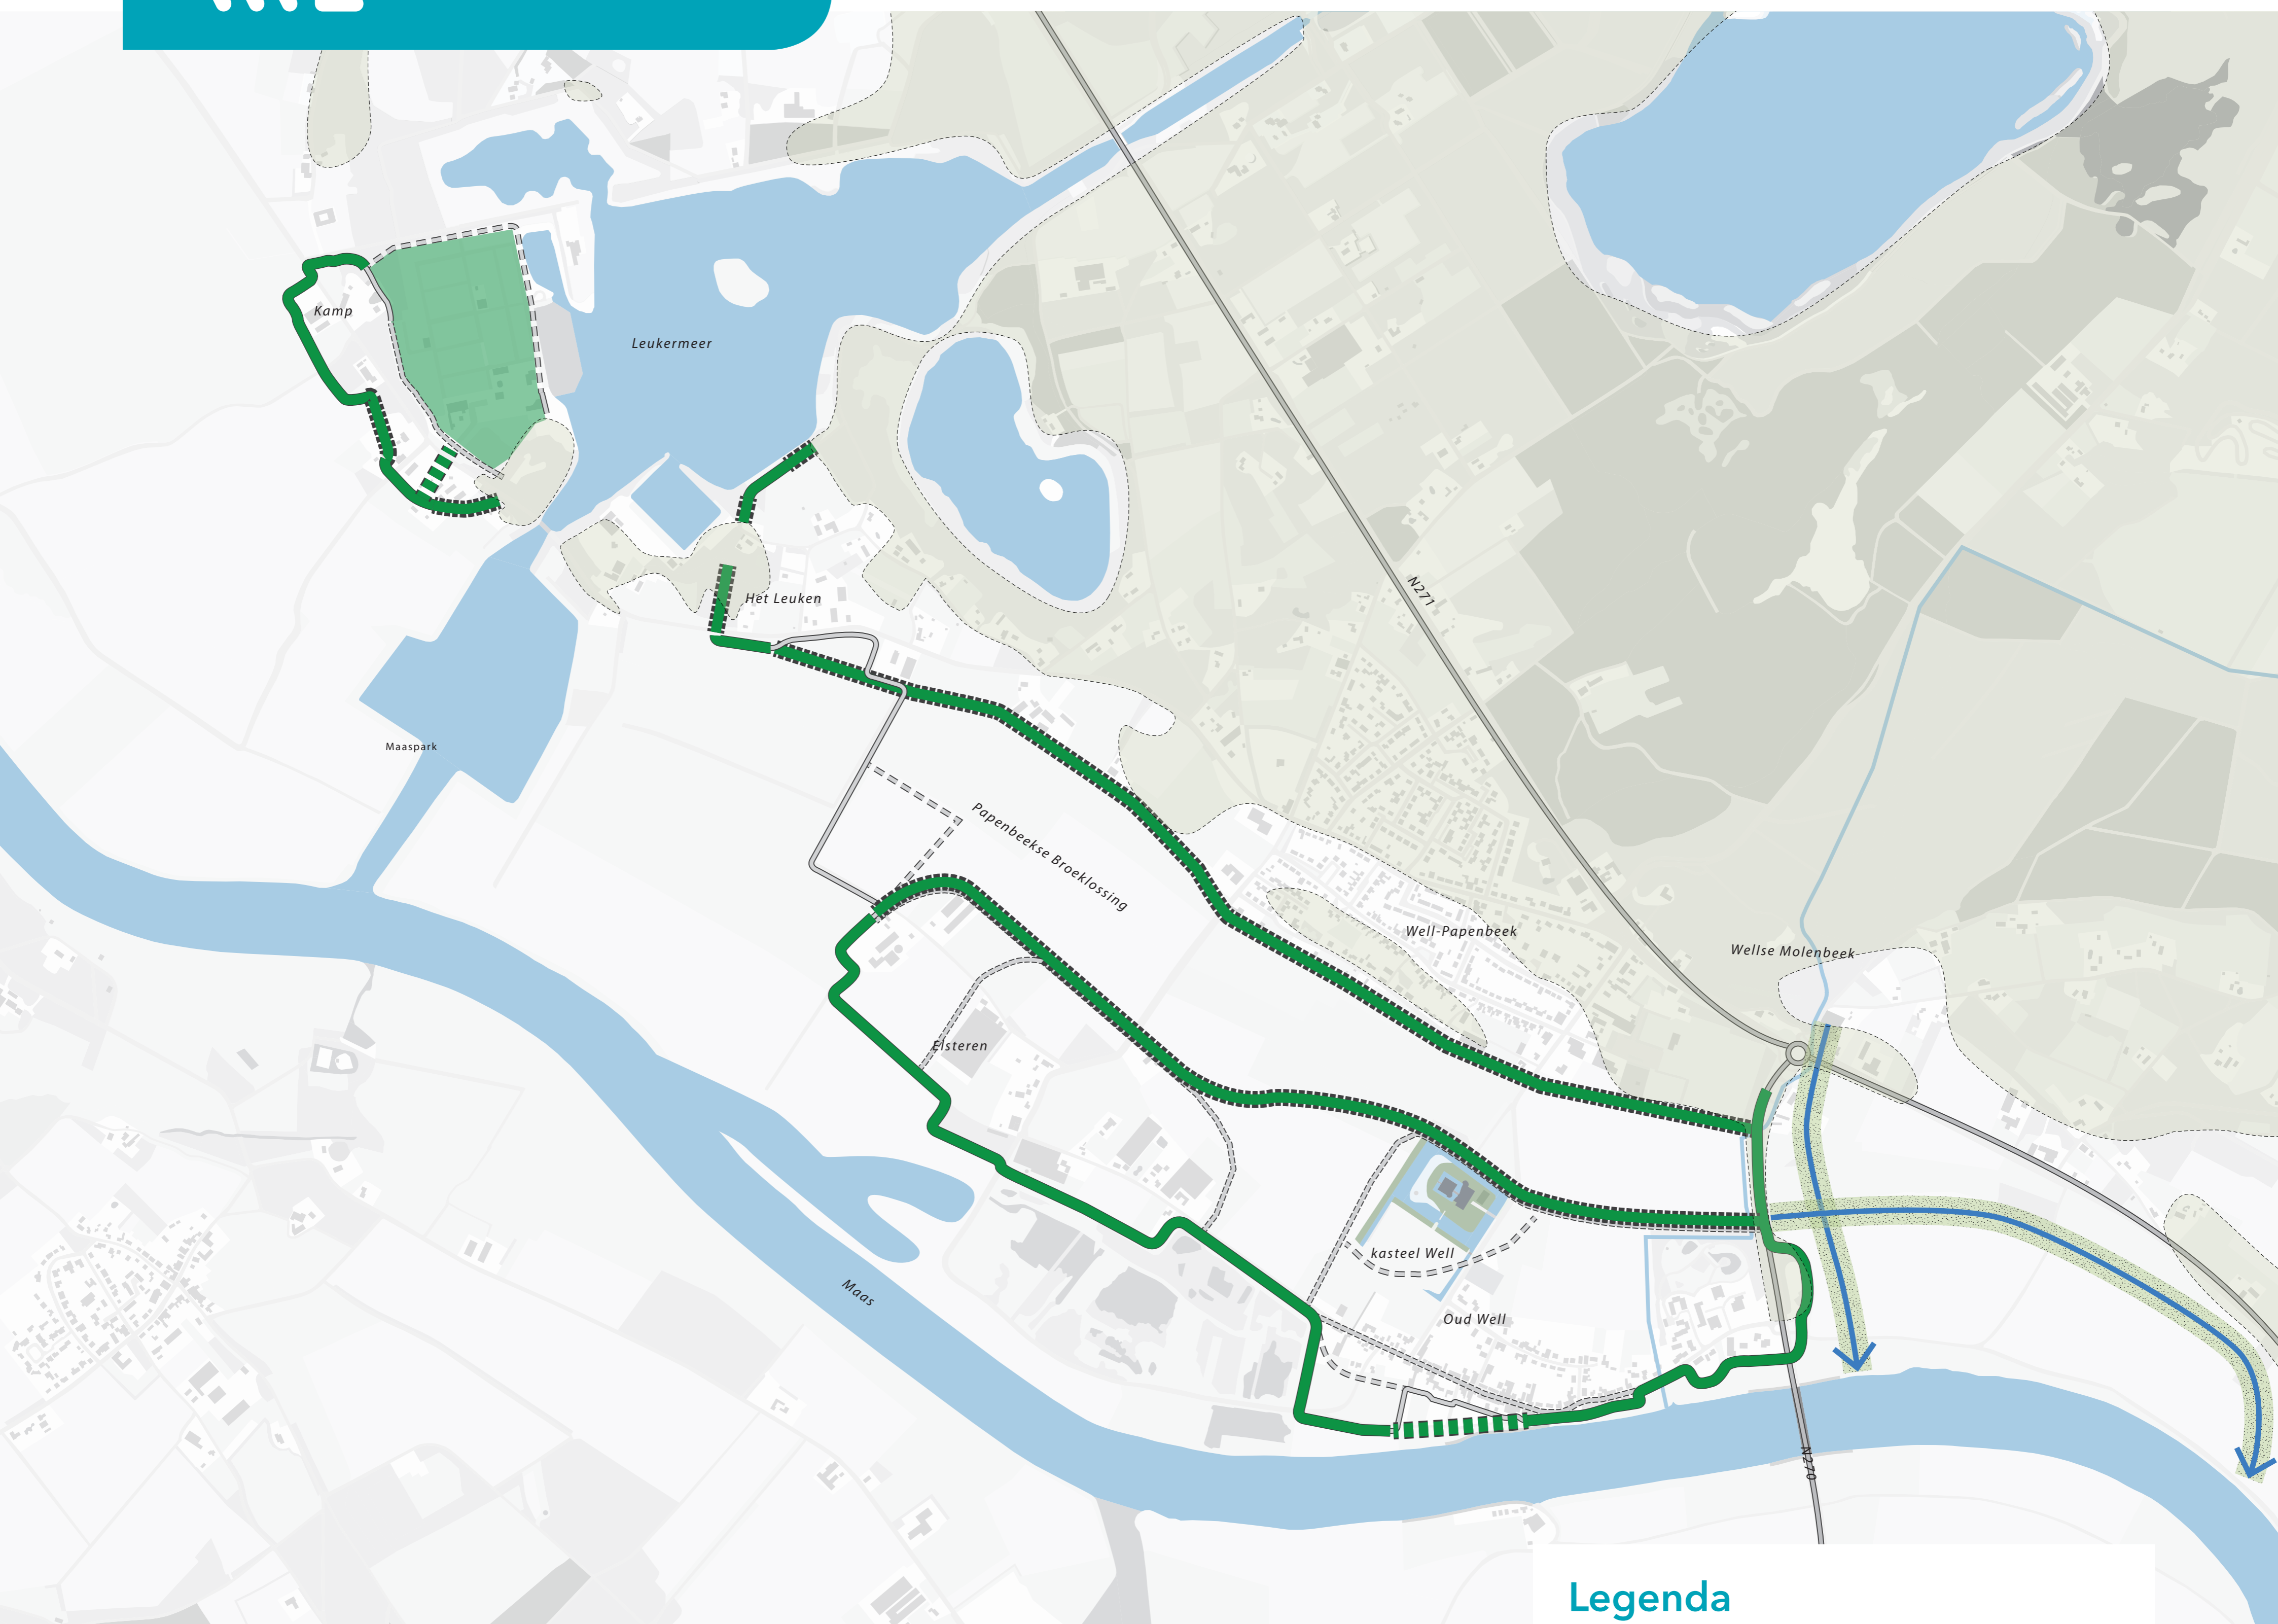 Kamp
Leukermeer
N271
Het Leuken
Maaspark
Papenbeekse Broeklossing
Well-Papenbeek
Wellse Molenbeek
Elsteren
kasteel Well
Maas
Oud Well
N270
Legenda